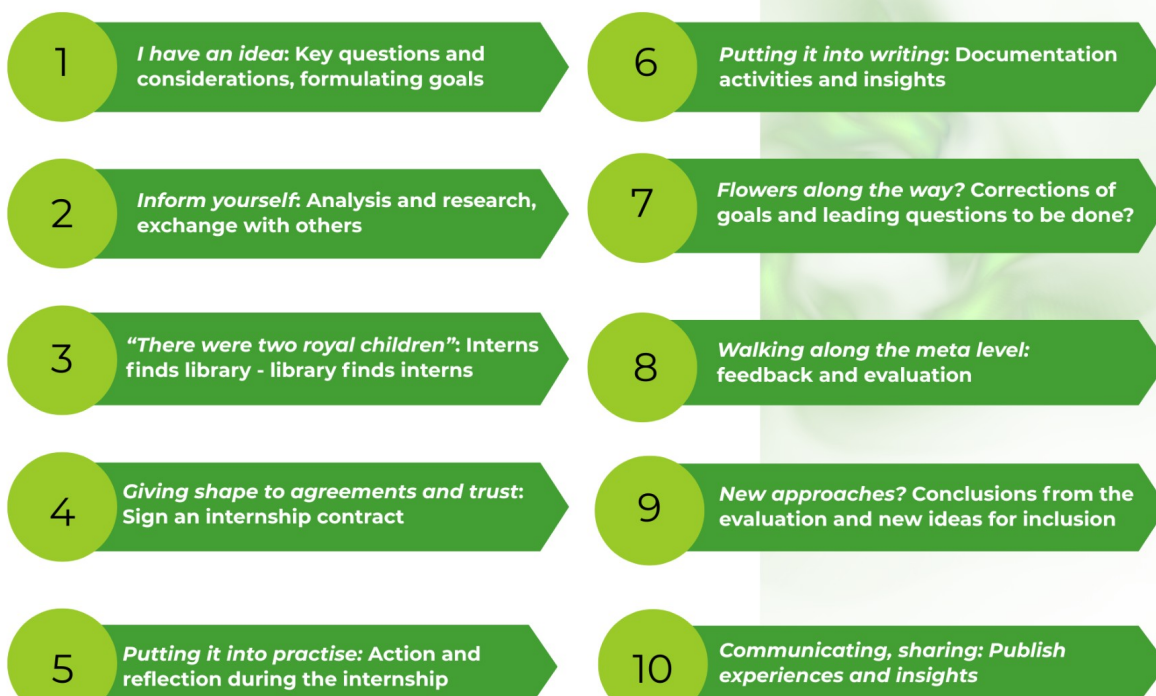 1
I have an idea: Key questions and
considerations, formulating goals
2
Inform yourself: Analysis and research,
exchange with others
3
“There were two royal children”: Interns
finds library - library finds interns
4
Giving shape to agreements and trust:
Sign an internship contract
5
Putting it into practise: Action and
reflection during the internship
6
Putting it into writing: Documentation
activities and insights
7
Flowers along the way? Corrections of
goals and leading questions to be done?
8
Walking along the meta level:
feedback and evaluation
9
New approaches? Conclusions from the
evaluation and new ideas for inclusion
10
Communicating, sharing: Publish
experiences and insights